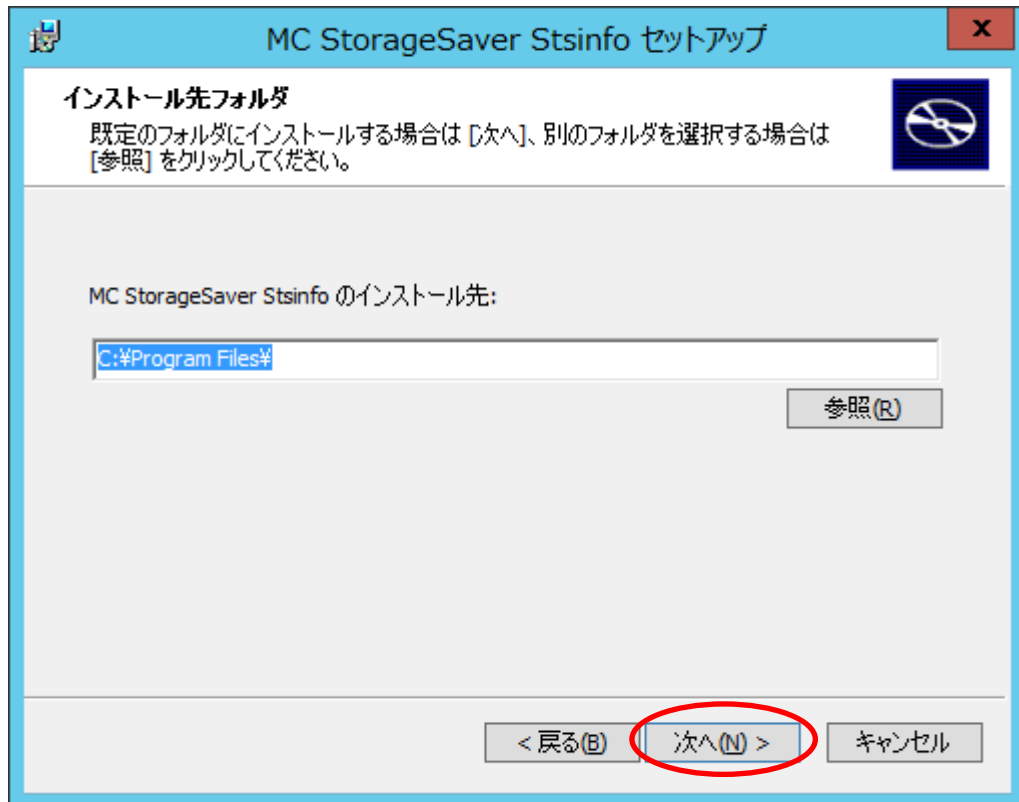 MC StorageSaver Stsinfo セットアップ
x
インストール先フォルダ
既定のフォルダにインストールする場合は [次へ]、別のフォルダを選択する場合は
[参照] をクリックしてください。
MC StorageSaver Stsinfo のインストール先:
C:¥Program Files¥
参照(R)
< 戻る(B)
次へ(N) >
キャンセル